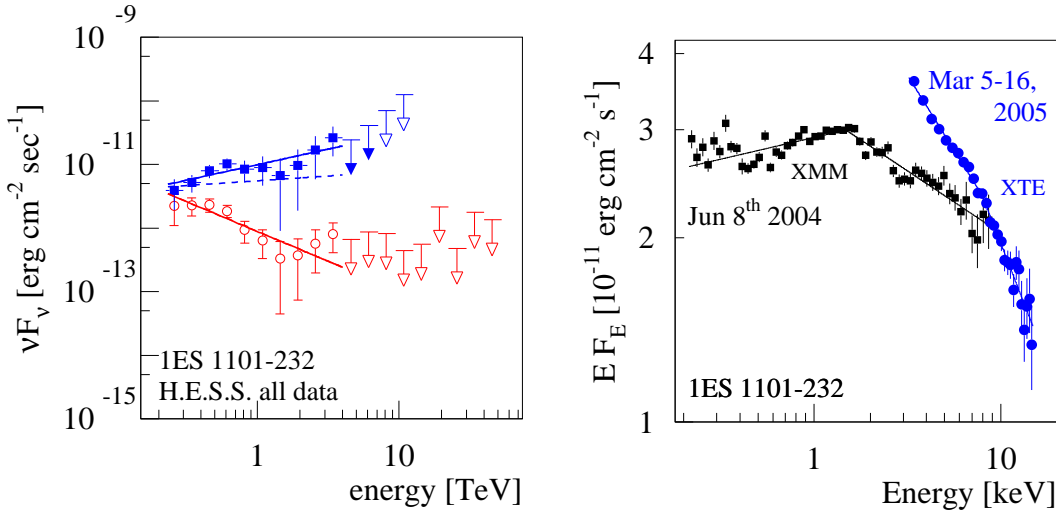 10 -9
10 -11
10 -13
10 -15
νFν [erg cm-2 sec-1]
1ES 1101-232
H.E.S.S. all data
1 10
energy [TeV]
4
3
2
1
E FE [10-11 erg cm-2 s-1]
Mar 5-16,
2005
XMM
XTE
Jun 8th 2004
1ES 1101-232
1 10
Energy [keV]